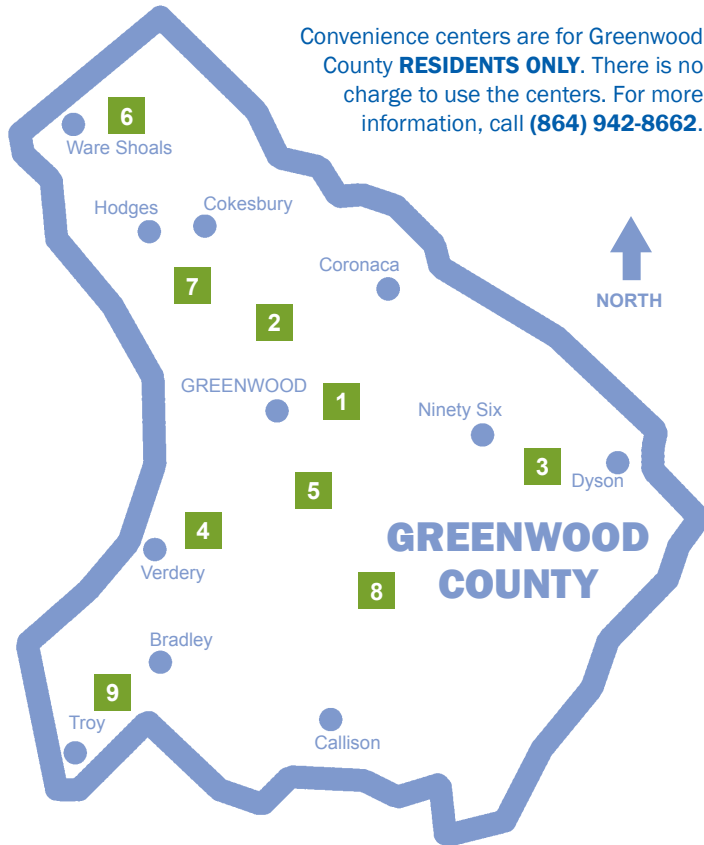 Convenience centers are for Greenwood
County RESIDENTS ONLY. There is no
charge to use the centers. For more
information, call (864) 942-8662.
6
Ware Shoals
Hodges
Cokesbury
Coronaca
7
NORTH
2
GREENWOOD
1
Ninety Six
3
Dyson
5
4
GREENWOOD
COUNTY
Verdery
8
Bradley
9
Troy
Callison